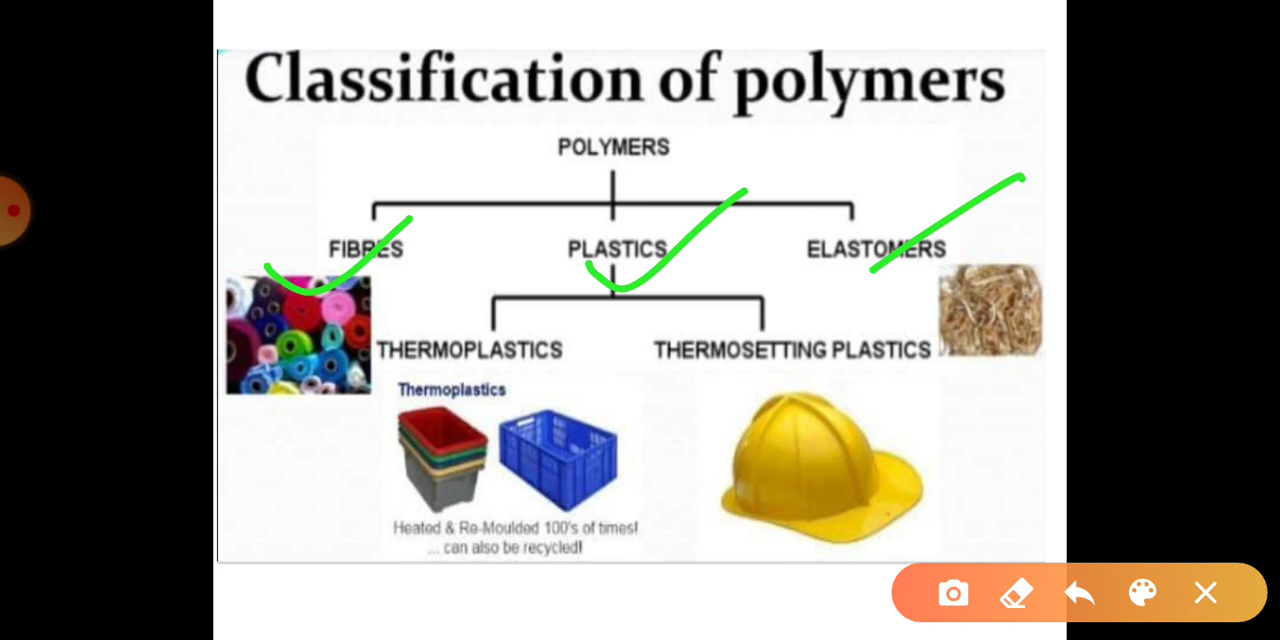 Classification of polymers
POLYMERS
FIBRES PLASTICS ELASTOMERS
THERMOPLASTICS THERMOSETTING PLASTICS
Thermoplastics
Heated & Re-Moulded 100's of times!
... can also be recycled!